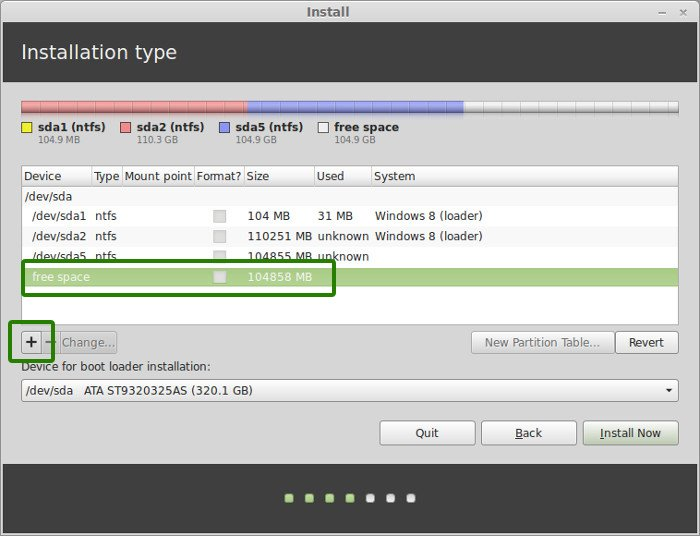 Install
Installation type
sda1 (ntfs) sda2 (ntfs) sda5 (ntfs) free space
104.9 MB 110.3 GB 104.9 GB 104.9 GB
Device Type Mount point Format? Size Used System
/dev/sda
/dev/sda1 ntfs 104 MB 31 MB Windows 8 (loader)
/dev/sda2 ntfs 110251 MB unknown Windows 8 (loader)
/dev/sda5 ntfs 104855 MB unknown
free space 104858 MB
+ − Change... New Partition Table... Revert
Device for boot loader installation:
/dev/sda ATA ST9320325AS (320.1 GB)
Quit Back Install Now